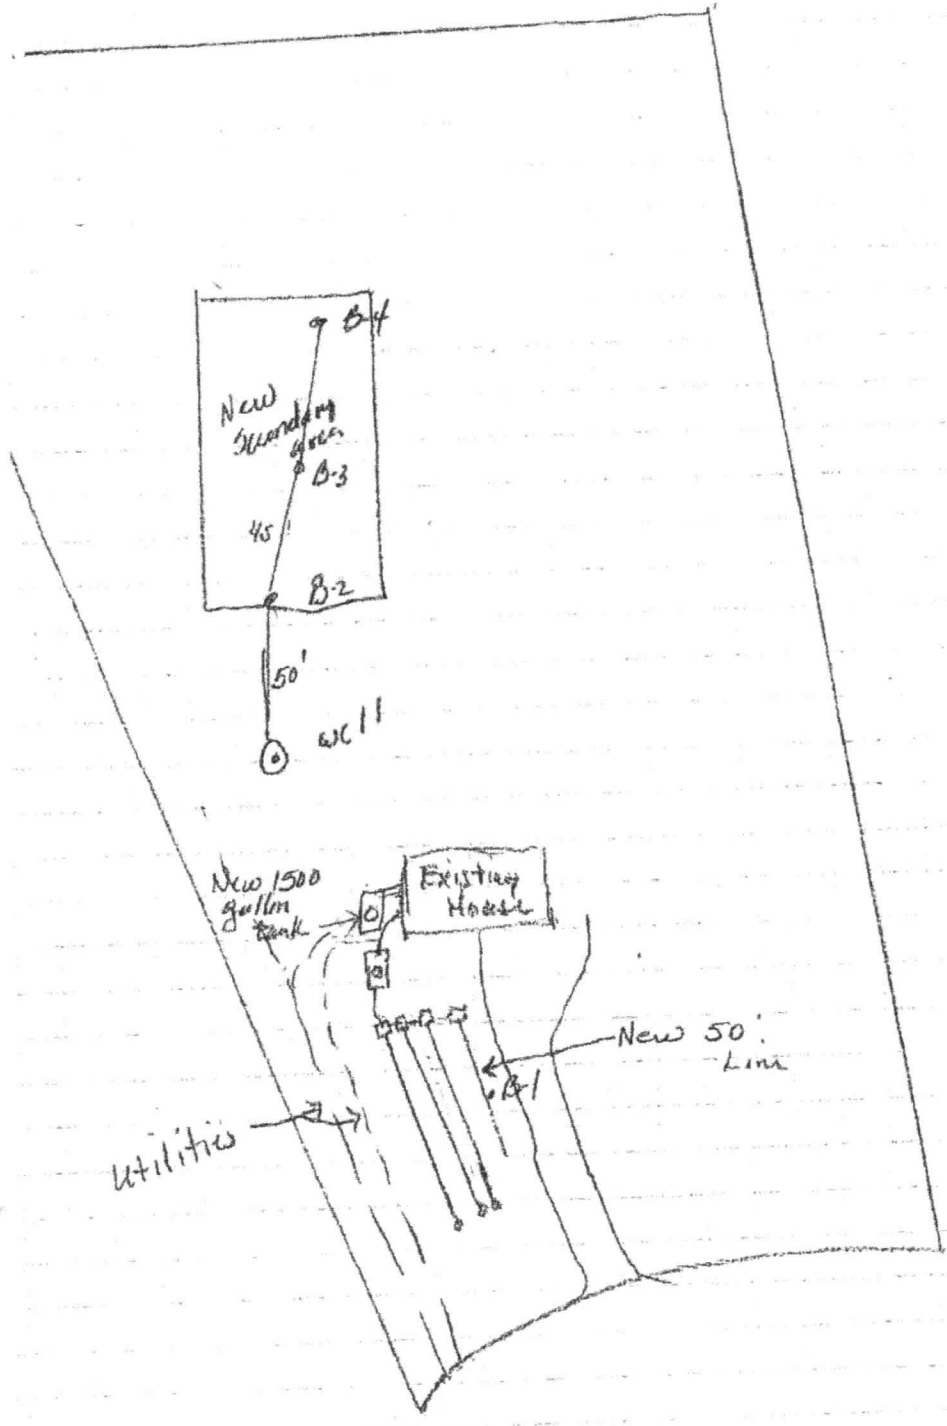 B-4
New
Secondary
Area
B-3
45'
B-2
50'
well
New 1500
gallon
tank
Existing
House
New 50'
Line
B-1
utilities